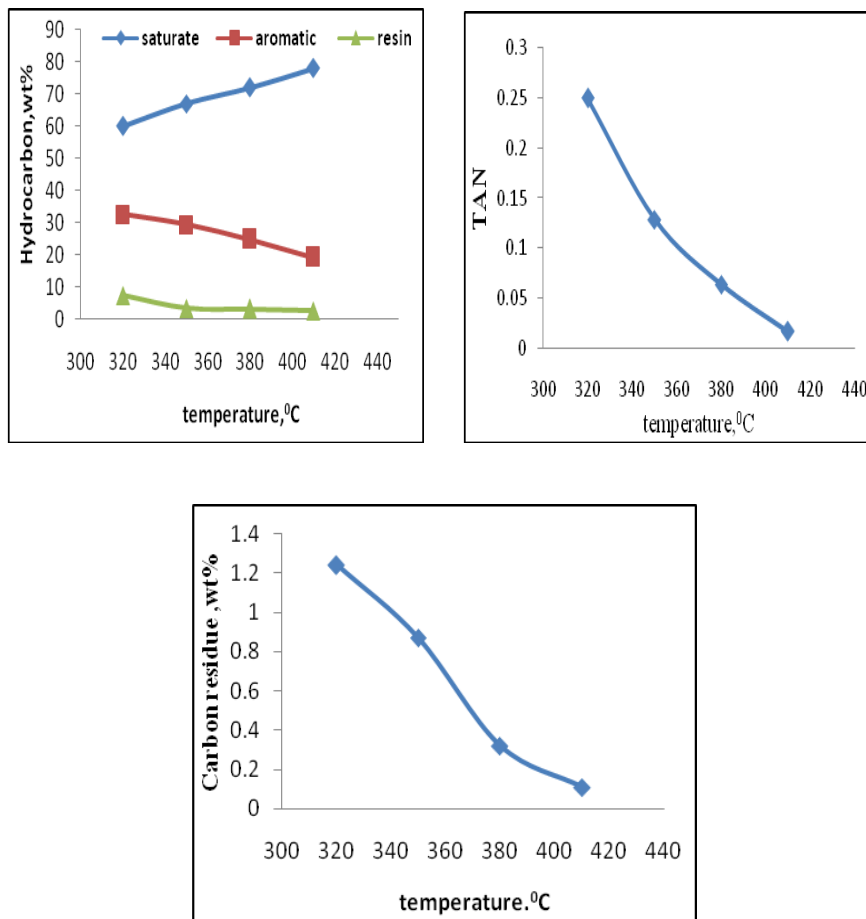 saturate aromatic resin
90
80
70
60
50
40
30
20
10
0
Hydrocarbon,wt%
300 320 340 360 380 400 420 440
temperature,⁰C
0.3
0.25
0.2
0.15
0.1
0.05
0
TAN
300 320 340 360 380 400 420 440
temperature,⁰C
1.4
1.2
1
0.8
0.6
0.4
0.2
0
Carbon residue ,wt%
300 320 340 360 380 400 420 440
temperature.⁰C